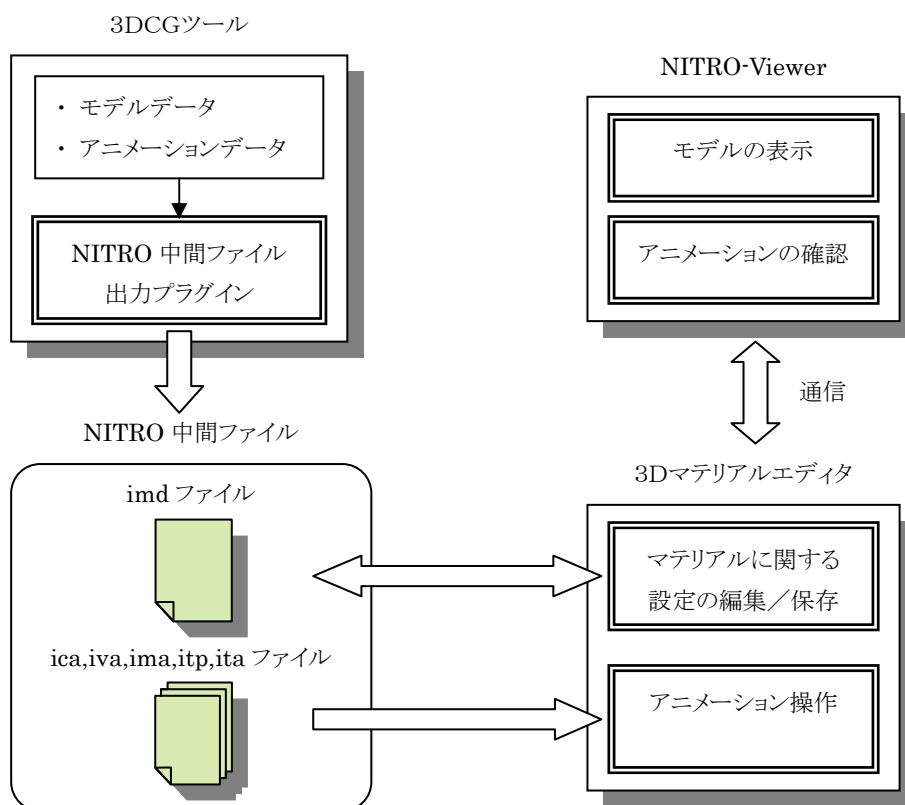 3DCGツール
・ モデルデータ
・ アニメーションデータ
NITRO 中間ファイル
出力プラグイン
NITRO 中間ファイル
imd ファイル
ica,iva,ima,itp,ita ファイル
NITRO-Viewer
モデルの表示
アニメーションの確認
通信
3Dマテリアルエディタ
マテリアルに関する
設定の編集／保存
アニメーション操作